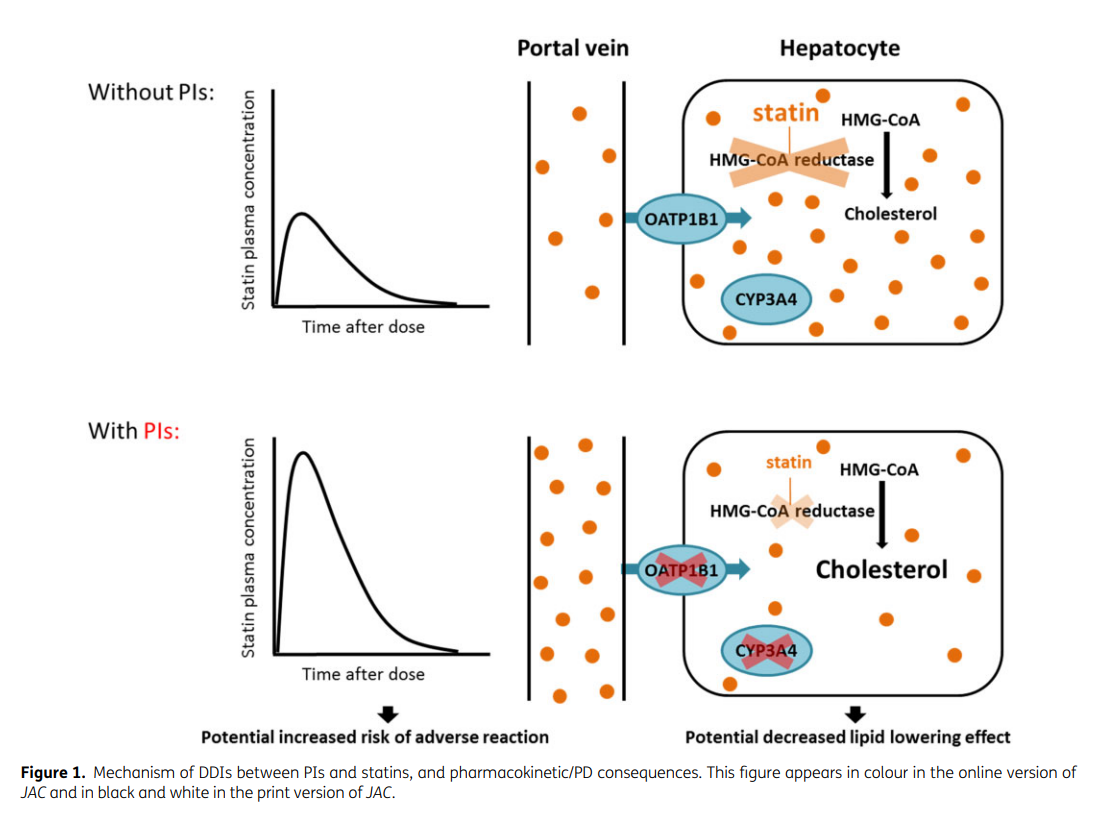 Portal vein
Hepatocyte
Without PIs:
Statin plasma concentration
Time after dose
statin
HMG-CoA
HMG-CoA reductase
Cholesterol
OATP1B1
CYP3A4
With PIs:
Statin plasma concentration
Time after dose
statin
HMG-CoA
HMG-CoA reductase
Cholesterol
OATP1B1
CYP3A4
Potential increased risk of adverse reaction
Potential decreased lipid lowering effect
Figure 1. Mechanism of DDIs between PIs and statins, and pharmacokinetic/PD consequences. This figure appears in colour in the online version of
JAC and in black and white in the print version of JAC.